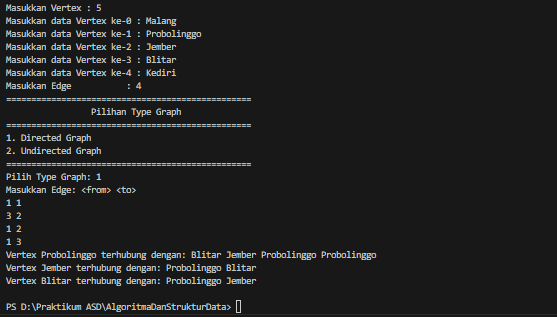 Masukkan Vertex : 5
Masukkan data Vertex ke-0 : Malang
Masukkan data Vertex ke-1 : Probolinggo
Masukkan data Vertex ke-2 : Jember
Masukkan data Vertex ke-3 : Blitar
Masukkan data Vertex ke-4 : Kediri
Masukkan Edge : 4
=================================================
Pilihan Type Graph
=================================================
1. Directed Graph
2. Undirected Graph
=================================================
Pilih Type Graph: 1
Masukkan Edge: <from> <to>
1 1
3 2
1 2
1 3
Vertex Probolinggo terhubung dengan: Blitar Jember Probolinggo Probolinggo
Vertex Jember terhubung dengan: Probolinggo Blitar
Vertex Blitar terhubung dengan: Probolinggo Jember
PS D:\Praktikum ASD\AlgoritmaDanStrukturData>